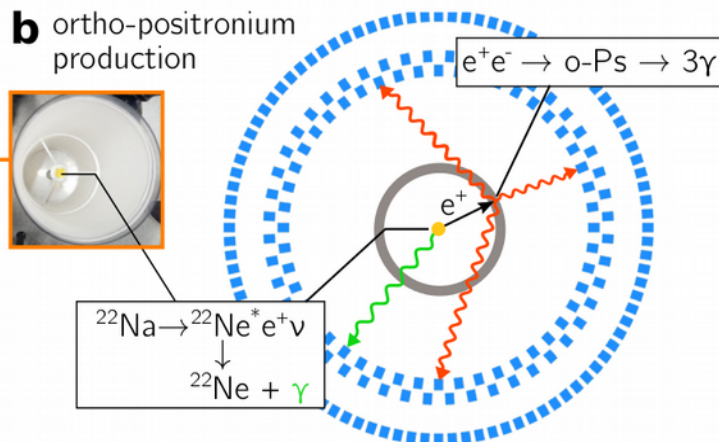 b ortho-positronium
production
e⁺e⁻ → o-Ps → 3γ
e⁺
²²Na→²²Ne*e⁺ν
↓
²²Ne + γ